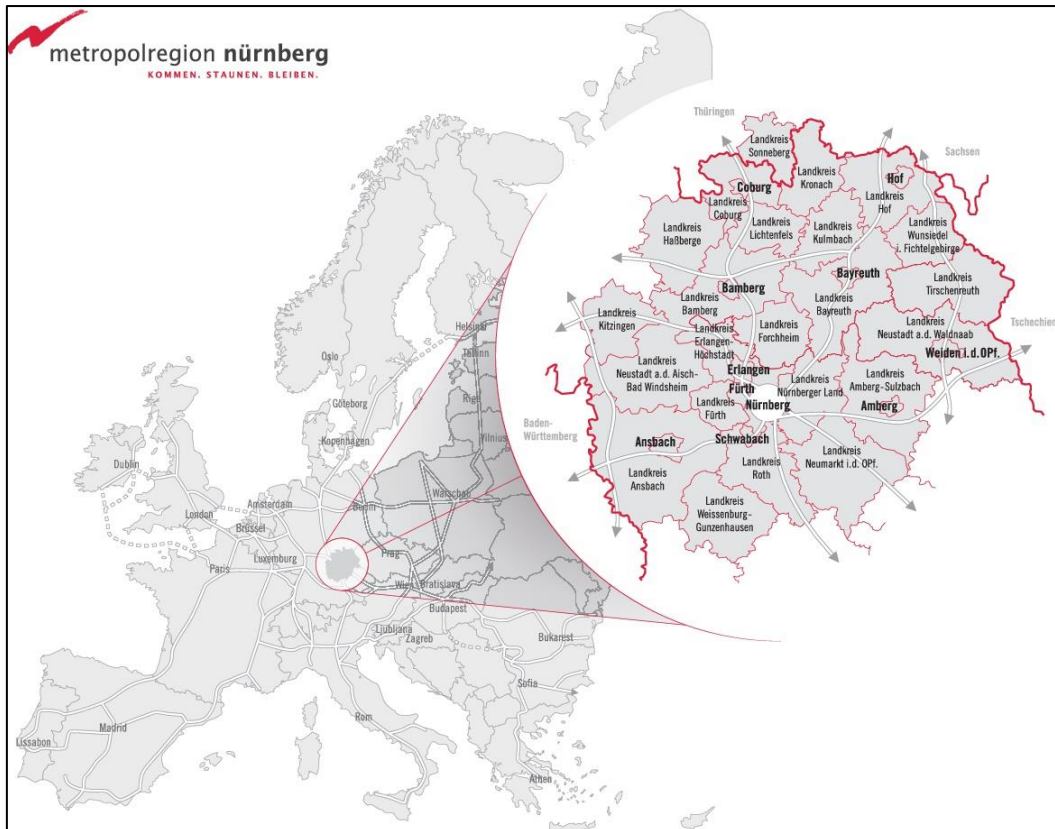 metropolregion nürnberg
KOMMEN. STAUNEN. BLEIBEN.
Thüringen
Sachsen
Tschechien
Baden-
Württemberg
Landkreis
Sonneberg
Landkreis
Kronach
Hof
Landkreis
Hof
Coburg
Landkreis
Coburg
Landkreis
Lichtenfels
Landkreis
Kulmbach
Landkreis
Wunsiedel
i. Fichtelgebirge
Landkreis
Haßberge
Bayreuth
Landkreis
Tirschenreuth
Bamberg
Landkreis
Bamberg
Landkreis
Bayreuth
Landkreis
Kitzingen
Landkreis
Erlangen-
Höchstadt
Landkreis
Forchheim
Landkreis
Neustadt a.d. Waldnaab
Weiden i.d.OPf.
Landkreis
Neustadt a.d. Aisch-
Bad Windsheim
Erlangen
Fürth
Nürnberg
Landkreis
Nürnberger Land
Landkreis
Amberg-Sulzbach
Amberg
Landkreis
Fürth
Ansbach
Schwabach
Landkreis
Ansbach
Landkreis
Roth
Landkreis
Neumarkt i.d. OPf.
Landkreis
Weissenburg-
Gunzenhausen
Helsinki
Tallinn
Oslo
Riga
Göteborg
Vilnius
Kopenhagen
Dublin
Warschau
Berlin
Amsterdam
London
Brüssel
Luxemburg
Prag
Paris
Wien
Bratislava
Budapest
Ljubljana
Zagreb
Bukarest
Sofia
Rom
Madrid
Lissabon
Athen